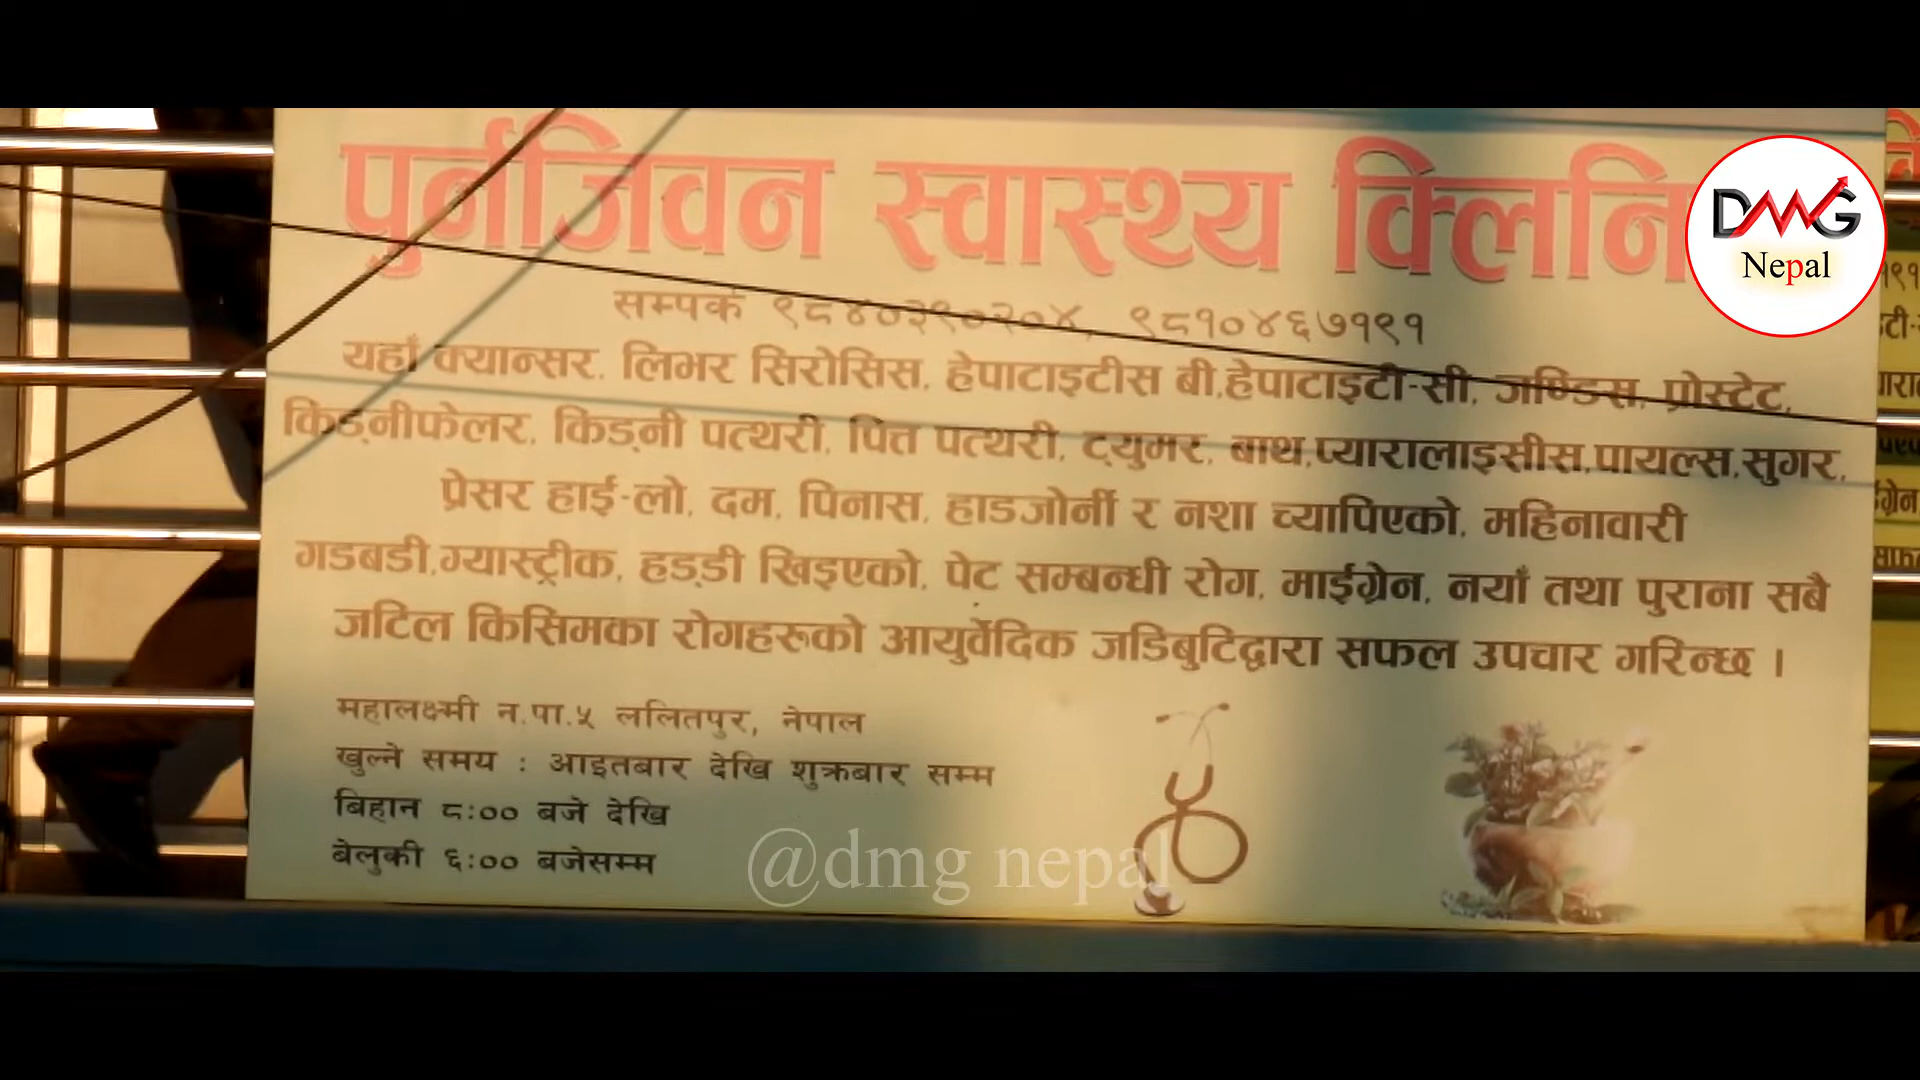 पुर्नजिवन स्वास्थ्य क्लिनि
सम्पर्क ९८४०३९०२०४, ९८१०४६७१९१
यहाँ क्यान्सर, लिभर सिरोसिस, हेपाटाइटीस बी,हेपाटाइटी-सी, जण्डिस, प्रोस्टेट,
किड्नीफेलर, किड्नी पत्थरी, पित्त पत्थरी, ट्युमर, बाथ,प्यारालाइसीस,पायल्स,सुगर,
प्रेसर हाई-लो, दम, पिनास, हाडजोर्नी र नशा च्यापिएको, महिनावारी
गडबडी,ग्यास्ट्रीक, हड्डी खिइएको, पेट सम्बन्धी रोग, माईग्रेन, नयाँ तथा पुराना सबै
जटिल किसिमका रोगहरूको आयुर्वेदिक जडिबुटिद्वारा सफल उपचार गरिन्छ ।
महालक्ष्मी न.पा.५ ललितपुर, नेपाल
खुल्ने समय : आइतबार देखि शुक्रबार सम्म
बिहान ८:०० बजे देखि
बेलुकी ६:०० बजेसम्म
DMG
Nepal
@dmg nepal